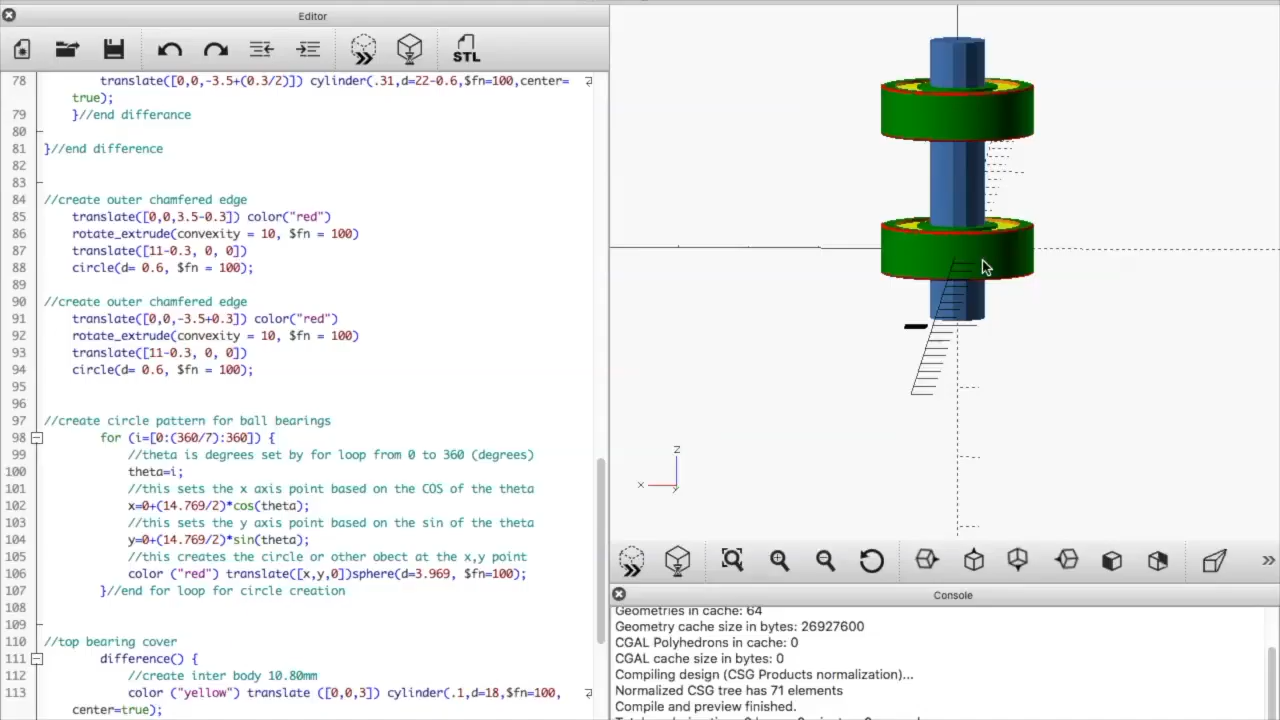 Editor
STL
78 translate([0,0,-3.5+(0.3/2)]) cylinder(.31,d=22-0.6,$fn=100,center=
true);
79 }//end differance
80
81 }//end difference
82
83
84 //create outer chamfered edge
85 translate([0,0,3.5-0.3]) color("red")
86 rotate_extrude(convexity = 10, $fn = 100)
87 translate([11-0.3, 0, 0])
88 circle(d= 0.6, $fn = 100);
89
90 //create outer chamfered edge
91 translate([0,0,-3.5+0.3]) color("red")
92 rotate_extrude(convexity = 10, $fn = 100)
93 translate([11-0.3, 0, 0])
94 circle(d= 0.6, $fn = 100);
95
96
97 //create circle pattern for ball bearings
98 for (i=[0:(360/7):360]) {
99 //theta is degrees set by for loop from 0 to 360 (degrees)
100 theta=i;
101 //this sets the x axis point based on the COS of the theta
102 x=0+(14.769/2)*cos(theta);
103 //this sets the y axis point based on the sin of the theta
104 y=0+(14.769/2)*sin(theta);
105 //this creates the circle or other obect at the x,y point
106 color ("red") translate([x,y,0])sphere(d=3.969, $fn=100);
107 }//end for loop for circle creation
108
109
110 //top bearing cover
111 difference() {
112 //create inter body 10.80mm
113 color ("yellow") translate ([0,0,3]) cylinder(.1,d=18,$fn=100,
center=true);
Z
X
Y
Console
Geometries in cache: 64
Geometry cache size in bytes: 26927600
CGAL Polyhedrons in cache: 0
CGAL cache size in bytes: 0
Compiling design (CSG Products normalization)...
Normalized CSG tree has 71 elements
Compile and preview finished.